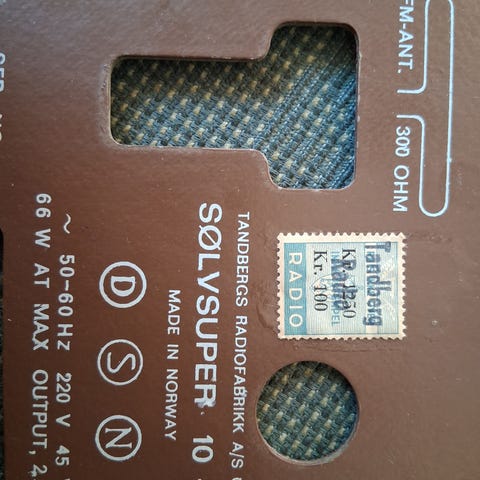 FM-ANT.
300 OHM
TANDBERGS RADIOFABRIKK A/S
SØLVSUPER 10
MADE IN NORWAY
D S N
~ 50-60 Hz 220 V 45
66 W AT MAX OUTPUT, 2
Tandberg
Radio
Kr. 100
RADIO